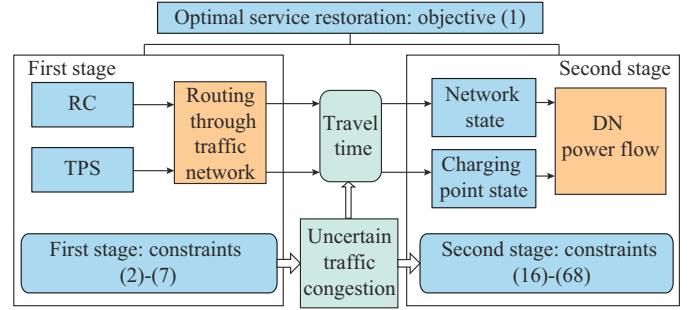 Optimal service restoration: objective (1)
First stage
Second stage
RC
TPS
Routing
through
traffic
network
Travel
time
Network
state
Charging
point state
DN
power flow
First stage: constraints
(2)-(7)
Uncertain
traffic
congestion
Second stage: constraints
(16)-(68)